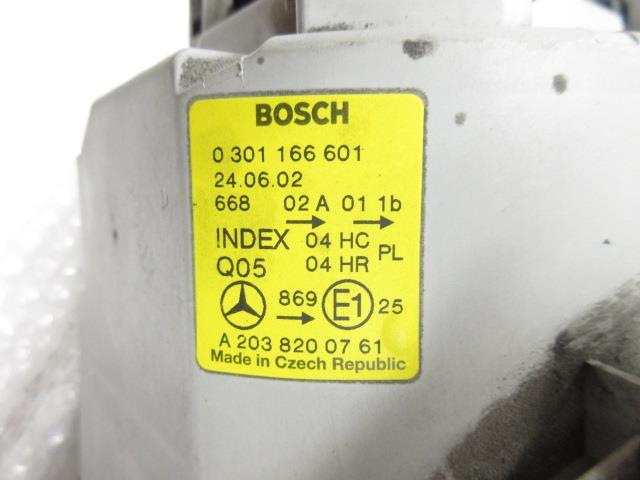 BOSCH
0 301 166 601
24.06.02
668 02 A 01 1b
INDEX 04 HC PL
Q05 04 HR
869 E1 25
A 203 820 07 61
Made in Czech Republic